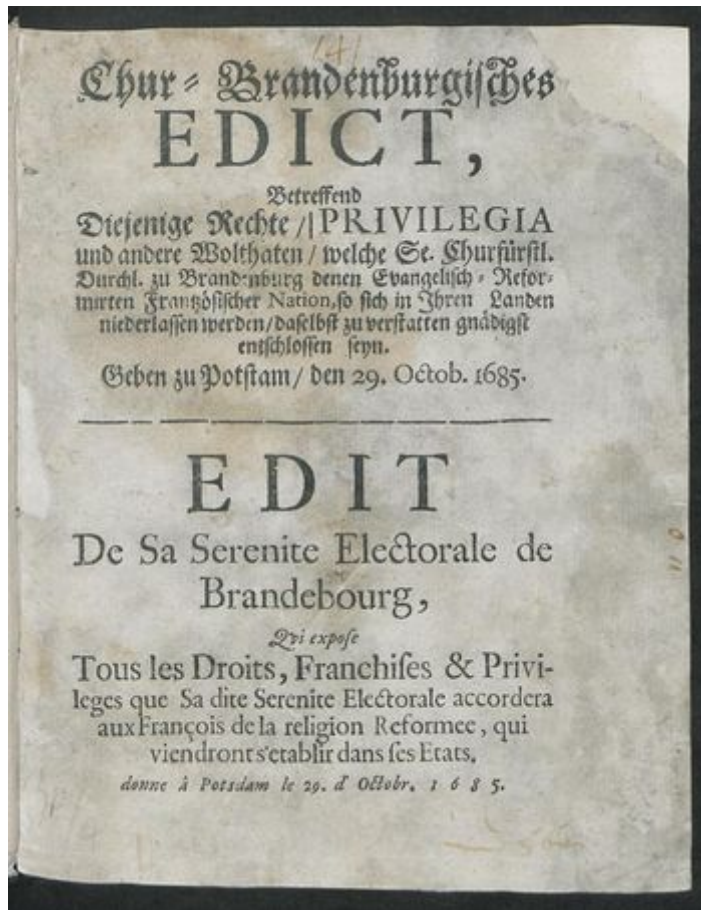 141
Chur-Brandenburgisches
EDICT,
Betreffend
Diejenige Rechte / PRIVILEGIA
und andere Wolthaten / welche Se. Churfürstl.
Durchl. zu Brandenburg denen Evangelisch-Refor-
mirten Frantzösischer Nation, so sich in Ihren Landen
niederlassen werden / daselbst zu verstatten gnädigst
entschlossen seyn.
Geben zu Potstam / den 29. Octob. 1685.
EDIT
De Sa Serenite Electorale de
Brandebourg,
Qvi expose
Tous les Droits, Franchiſes & Privi-
leges que Sa dite Serenite Electorale accordera
aux François de la religion Reformee, qui
viendront s'etablir dans ſes Etats.
donne à Potsdam le 29. d' Octobr. 1685.